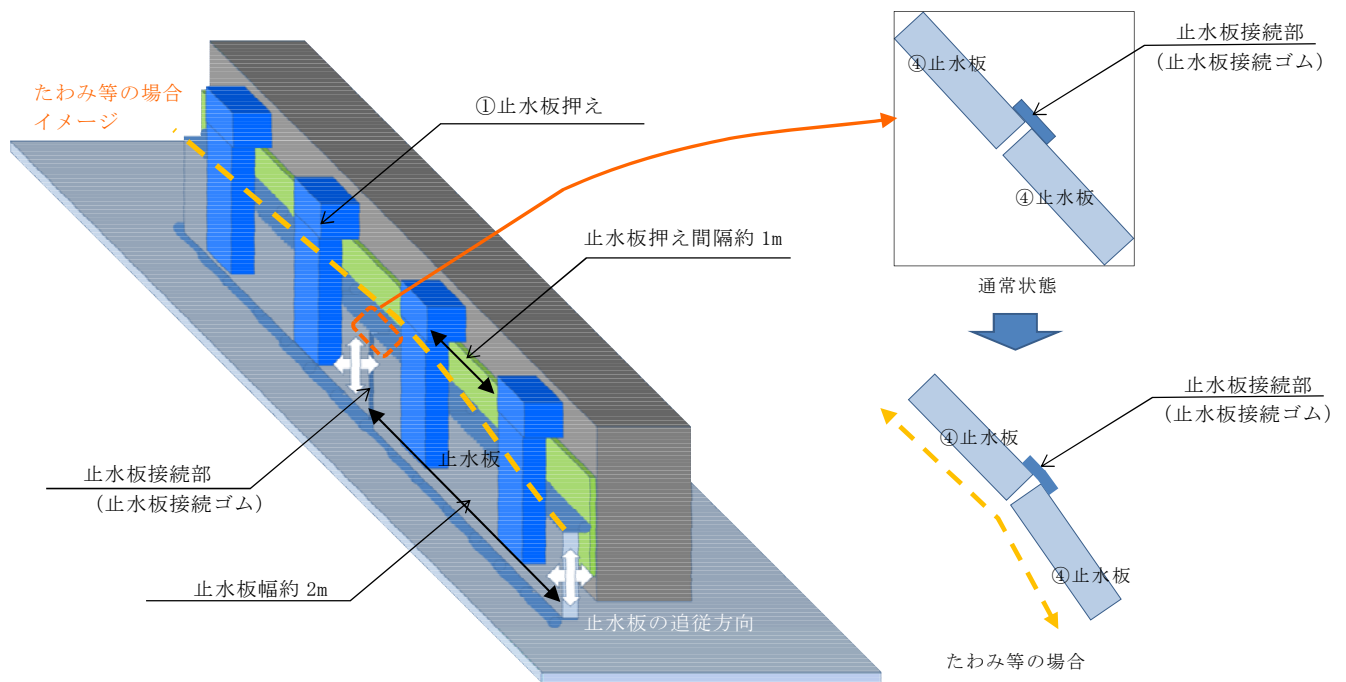 たわみ等の場合
イメージ
①止水板押え
止水板押え間隔約 1m
止水板
止水板接続部
（止水板接続ゴム）
止水板幅約 2m
止水板の追従方向
④止水板
④止水板
止水板接続部
（止水板接続ゴム）
通常状態
④止水板
④止水板
止水板接続部
（止水板接続ゴム）
たわみ等の場合